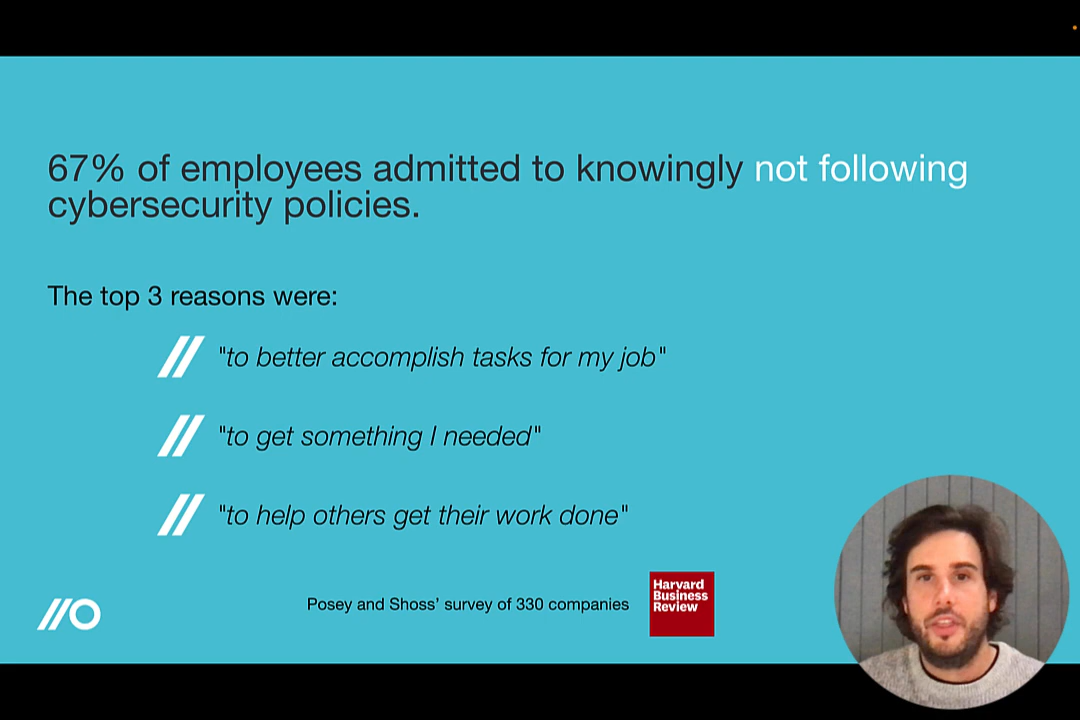 67% of employees admitted to knowingly not following
cybersecurity policies.
The top 3 reasons were:
"to better accomplish tasks for my job"
"to get something I needed"
"to help others get their work done"
Posey and Shoss’ survey of 330 companies
Harvard
Business
Review
//O